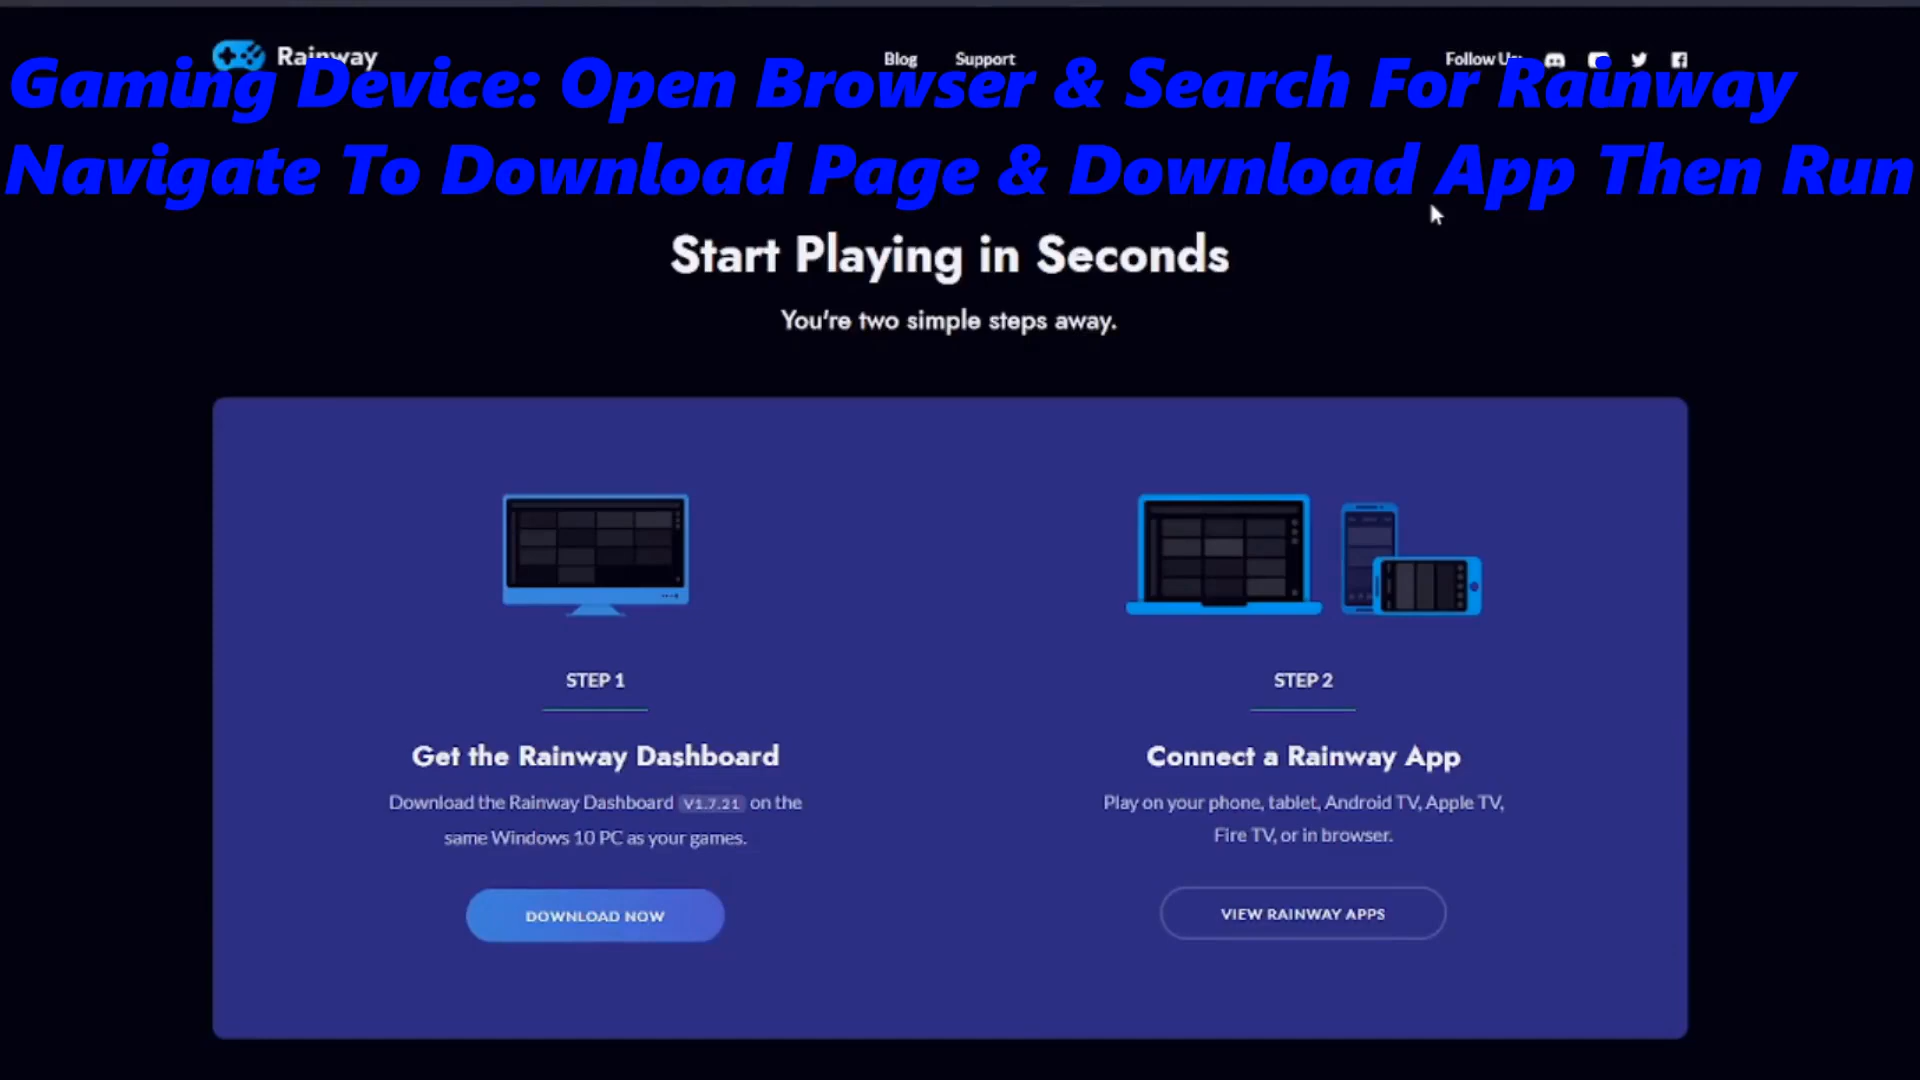 Rainway
Blog
Support
Follow Us:
Gaming Device: Open Browser & Search For Rainway
Navigate To Download Page & Download App Then Run
Start Playing in Seconds
You're two simple steps away.
STEP 1
Get the Rainway Dashboard
Download the Rainway Dashboard V1.7.21 on the
same Windows 10 PC as your games.
DOWNLOAD NOW
STEP 2
Connect a Rainway App
Play on your phone, tablet, Android TV, Apple TV,
Fire TV, or in browser.
VIEW RAINWAY APPS